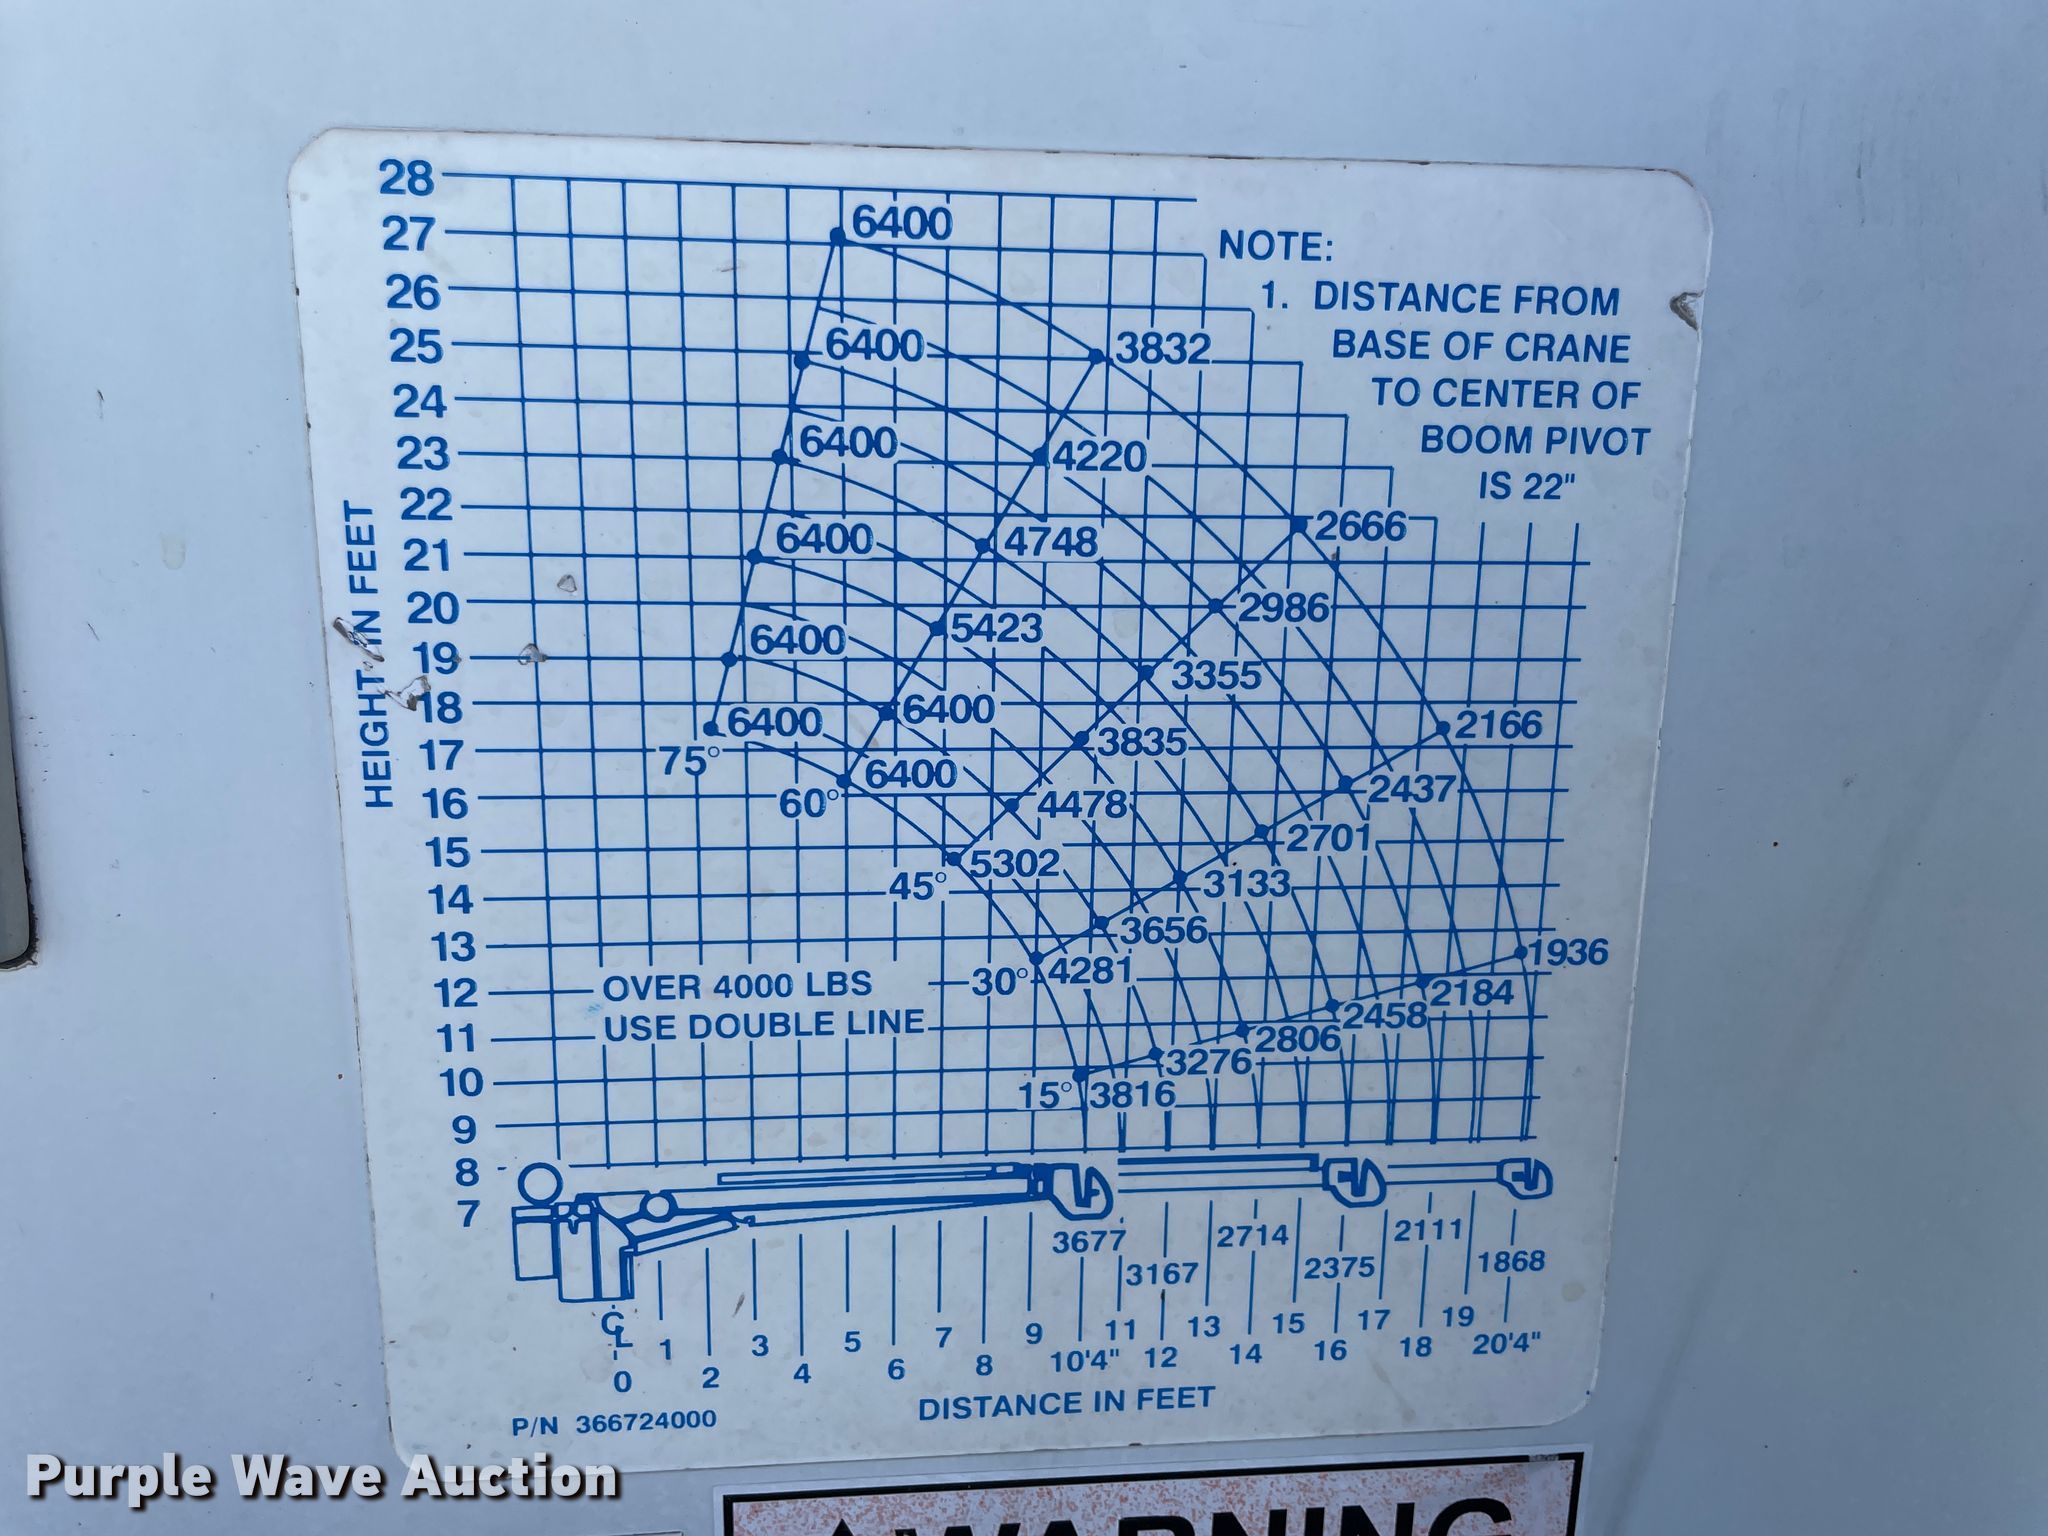 28
27
26
25
24
23
22
21
20
19
18
17
16
15
14
13
12
11
10
9
8
7
HEIGHT IN FEET
NOTE:
1. DISTANCE FROM
BASE OF CRANE
TO CENTER OF
BOOM PIVOT
IS 22"
6400
6400 3832
6400 4220
6400 4748 2666
6400 5423 2986
6400 6400 3355 2166
75° 6400 3835 2437
60° 4478 2701
45° 5302 3133
3656 1936
30° 4281 2184
OVER 4000 LBS
USE DOUBLE LINE
2458
2806
3276
15° 3816
3677 2714 2111
3167 2375 1868
CL
0 1 2 3 4 5 6 7 8 9 10'4" 11 12 13 14 15 16 17 18 19 20'4"
DISTANCE IN FEET
P/N 366724000
Purple Wave Auction
WARNING